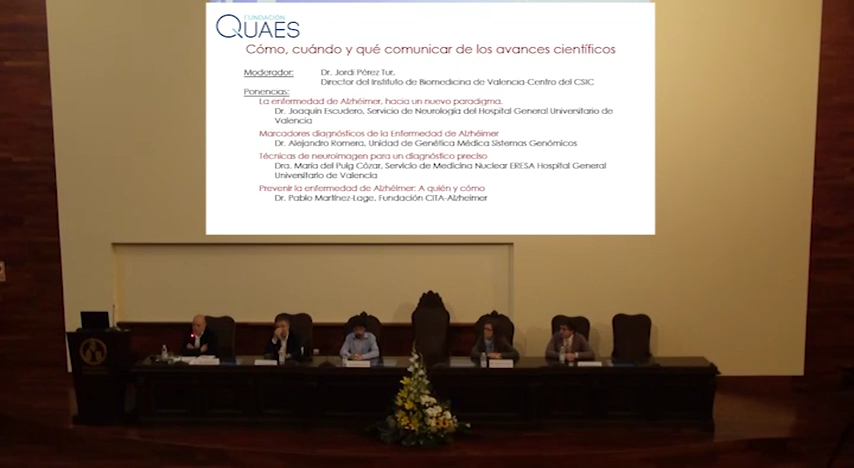 FUNDACIÓN
QUAES
Cómo, cuándo y qué comunicar de los avances científicos
Moderador: Dr. Jordi Pérez Tur,
Director del Instituto de Biomedicina de Valencia-Centro del CSIC
Ponencias:
La enfermedad de Alzhéimer, hacia un nuevo paradigma.
Dr. Joaquín Escudero, Servicio de Neurología del Hospital General Universitario de
Valencia
Marcadores diagnósticos de la Enfermedad de Alzhéimer
Dr. Alejandro Romera, Unidad de Genética Médica Sistemas Genómicos
Técnicas de neuroimagen para un diagnóstico preciso
Dra. María del Puig Cózar, Servicio de Medicina Nuclear ERESA Hospital General
Universitario de Valencia
Prevenir la enfermedad de Alzhéimer: A quién y cómo
Dr. Pablo Martínez-Lage, Fundación CITA-Alzheimer